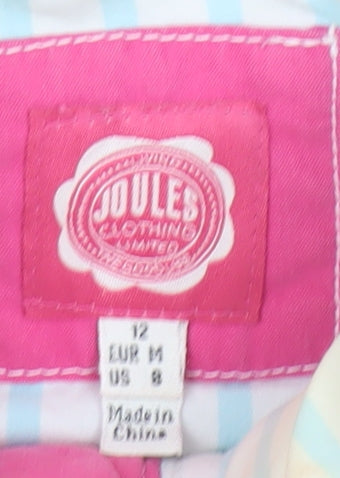 JOULES
CLOTHING
LIMITED
12
EUR M
US 8
Made in
China